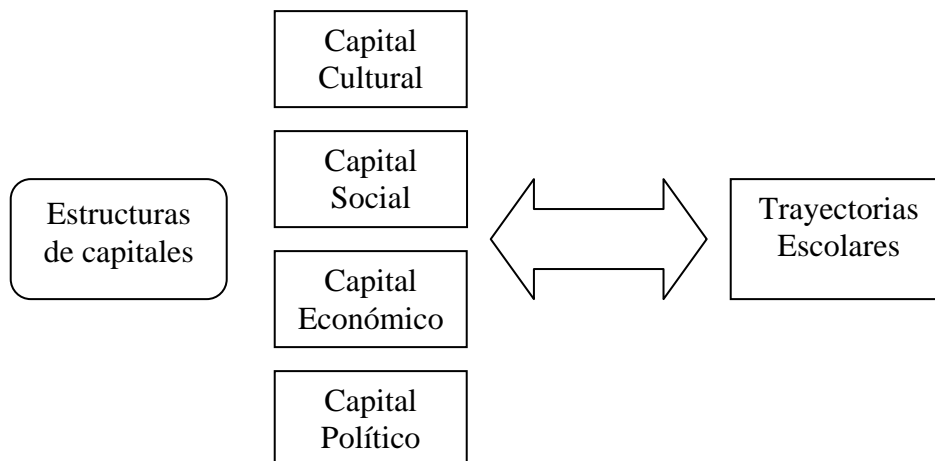 Capital
Cultural
Capital
Social
Estructuras
de capitales
Trayectorias
Escolares
Capital
Económico
Capital
Político